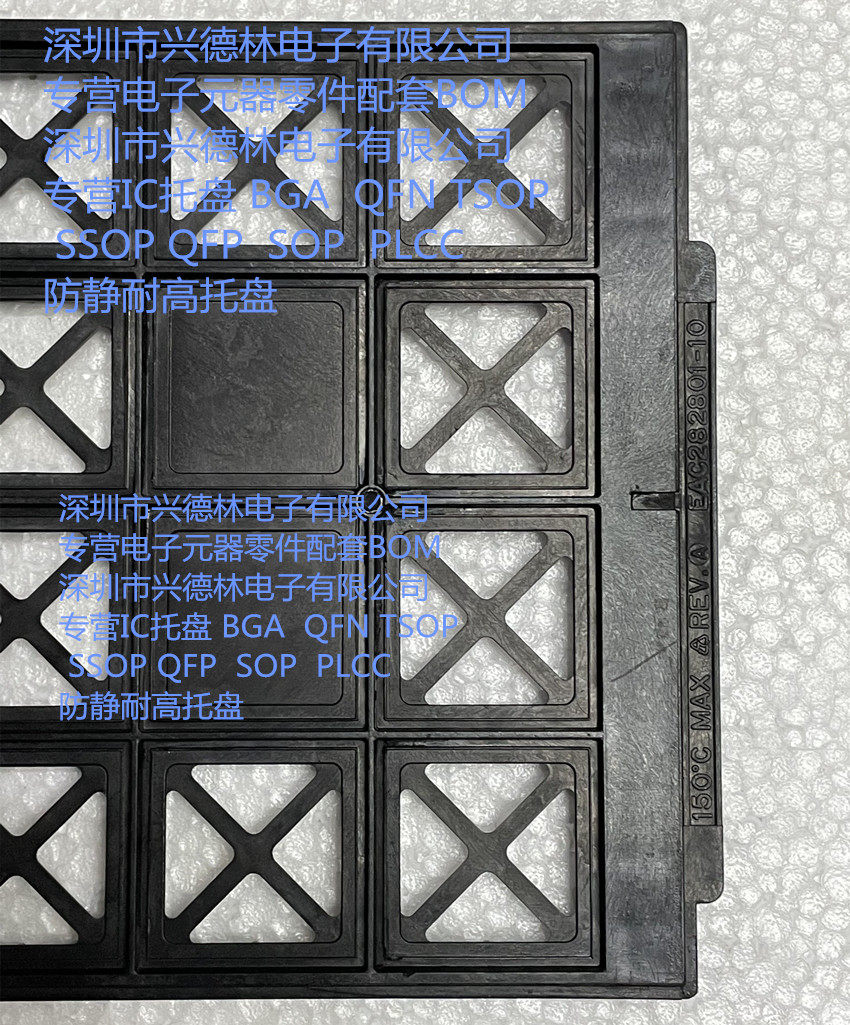 深圳市兴德林电子有限公司
专营电子元器零件配套BOM
深圳市兴德林电子有限公司
专营IC托盘 BGA QFN TSOP
SSOP QFP SOP PLCC
防静耐高托盘
深圳市兴德林电子有限公司
专营电子元器零件配套BOM
深圳市兴德林电子有限公司
专营IC托盘 BGA QFN TSOP
SSOP QFP SOP PLCC
防静耐高托盘
150°C MAX REV. A EAC282801-10